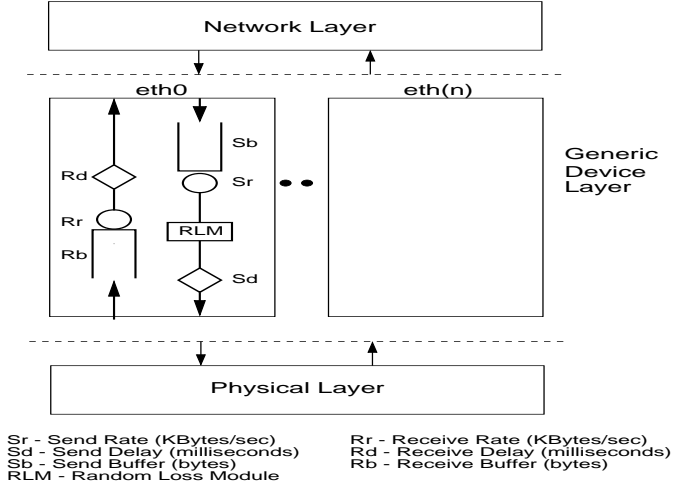 Network Layer
eth0
eth(n)
Sb
Generic
Device
Layer
Rd
Sr
Rr
RLM
Rb
Sd
Physical Layer
Sr - Send Rate (KBytes/sec)
Sd - Send Delay (milliseconds)
Sb - Send Buffer (bytes)
RLM - Random Loss Module
Rr - Receive Rate (KBytes/sec)
Rd - Receive Delay (milliseconds)
Rb - Receive Buffer (bytes)